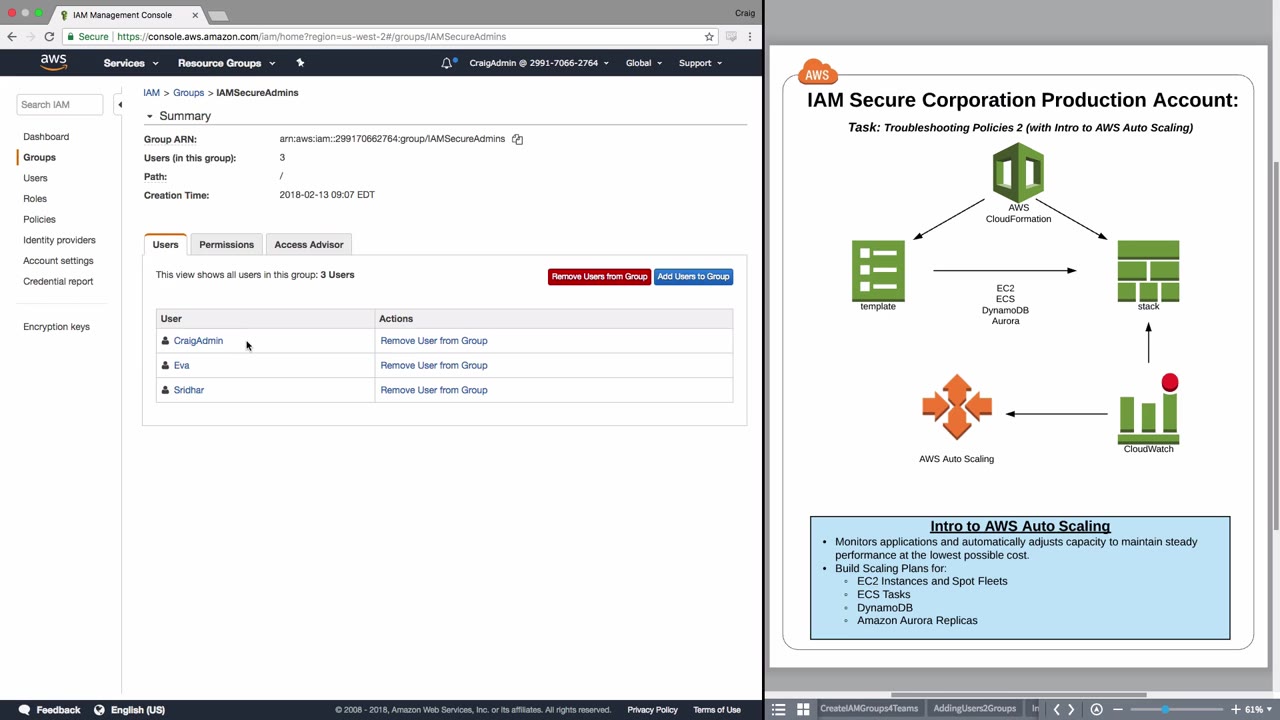 IAM Management Console
Craig
Secure https://console.aws.amazon.com/iam/home?region=us-west-2#/groups/IAMSecureAdmins
aws
Services
Resource Groups
CraigAdmin @ 2991-7066-2764
Global
Support
Search IAM
Dashboard
Groups
Users
Roles
Policies
Identity providers
Account settings
Credential report
Encryption keys
IAM > Groups > IAMSecureAdmins
Summary
Group ARN: arn:aws:iam::299170662764:group/IAMSecureAdmins
Users (in this group): 3
Path: /
Creation Time: 2018-02-13 09:07 EDT
Users Permissions Access Advisor
This view shows all users in this group: 3 Users
Remove Users from Group Add Users to Group
User Actions
CraigAdmin Remove User from Group
Eva Remove User from Group
Sridhar Remove User from Group
Feedback English (US) © 2008 - 2018, Amazon Web Services, Inc. or its affiliates. All rights reserved. Privacy Policy Terms of Use
AWS
IAM Secure Corporation Production Account:
Task: Troubleshooting Policies 2 (with Intro to AWS Auto Scaling)
AWS
CloudFormation
template
EC2
ECS
DynamoDB
Aurora
stack
AWS Auto Scaling
CloudWatch
Intro to AWS Auto Scaling
• Monitors applications and automatically adjusts capacity to maintain steady
performance at the lowest possible cost.
• Build Scaling Plans for:
◦ EC2 Instances and Spot Fleets
◦ ECS Tasks
◦ DynamoDB
◦ Amazon Aurora Replicas
CreateIAMGroups4Teams AddingUsers2Groups
61%